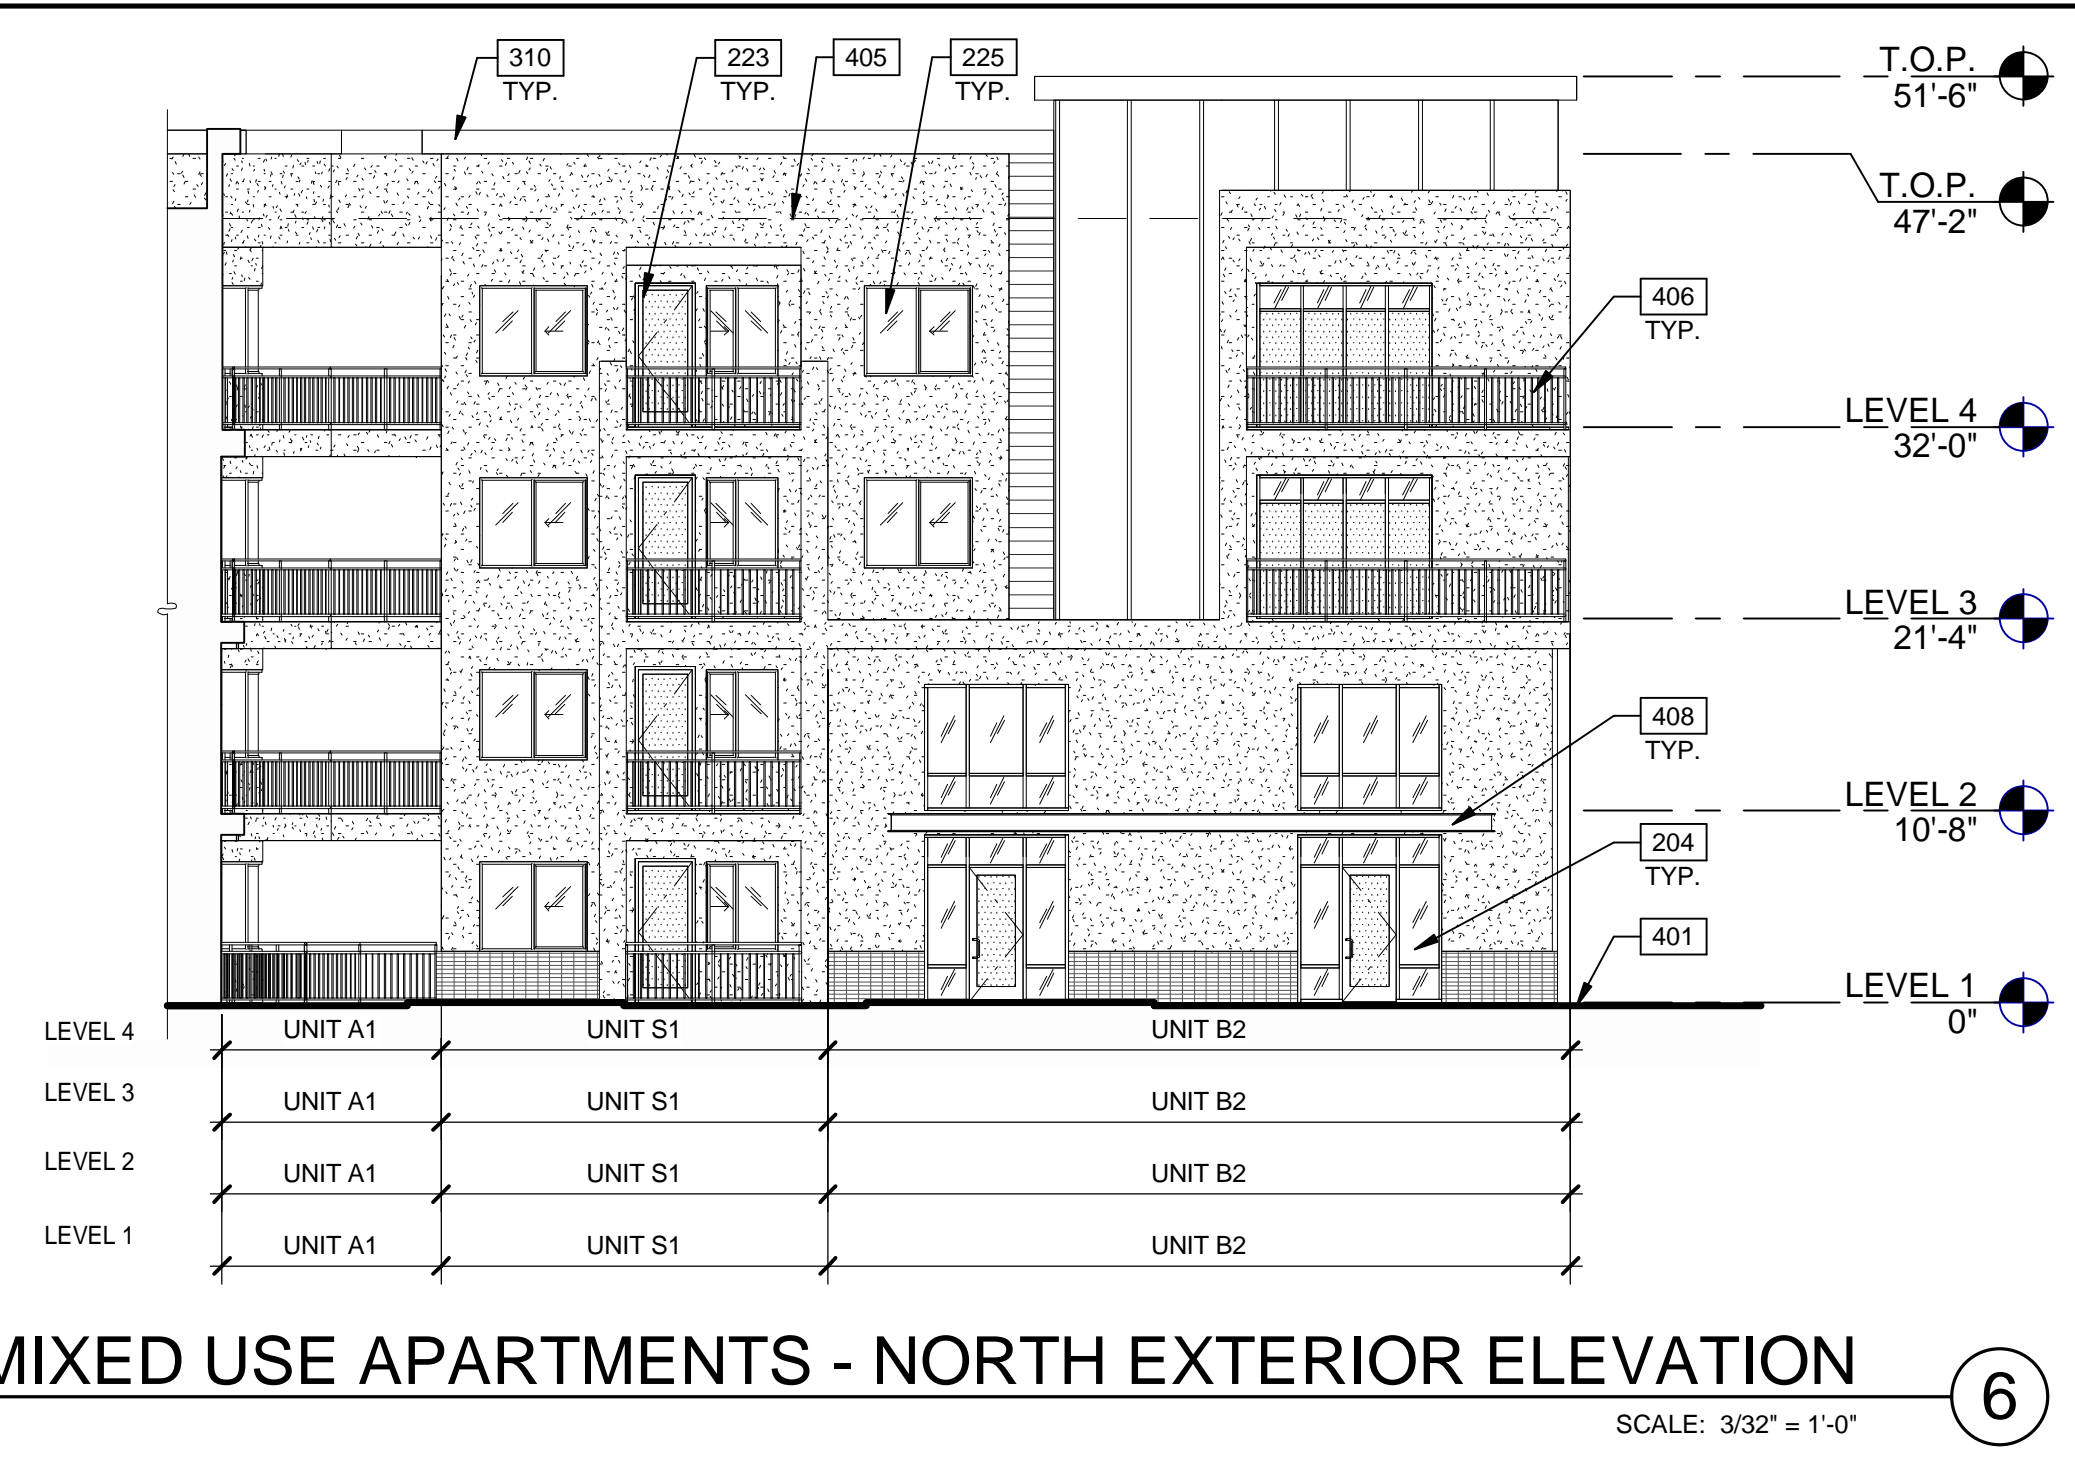 310
TYP.
223
TYP.
405
225
TYP.
T.O.P.
51'-6"
T.O.P.
47'-2"
406
TYP.
LEVEL 4
32'-0"
LEVEL 3
21'-4"
408
TYP.
LEVEL 2
10'-8"
204
TYP.
401
LEVEL 1
0"
LEVEL 4 UNIT A1 UNIT S1 UNIT B2
LEVEL 3 UNIT A1 UNIT S1 UNIT B2
LEVEL 2 UNIT A1 UNIT S1 UNIT B2
LEVEL 1 UNIT A1 UNIT S1 UNIT B2
MIXED USE APARTMENTS - NORTH EXTERIOR ELEVATION
6
SCALE: 3/32" = 1'-0"